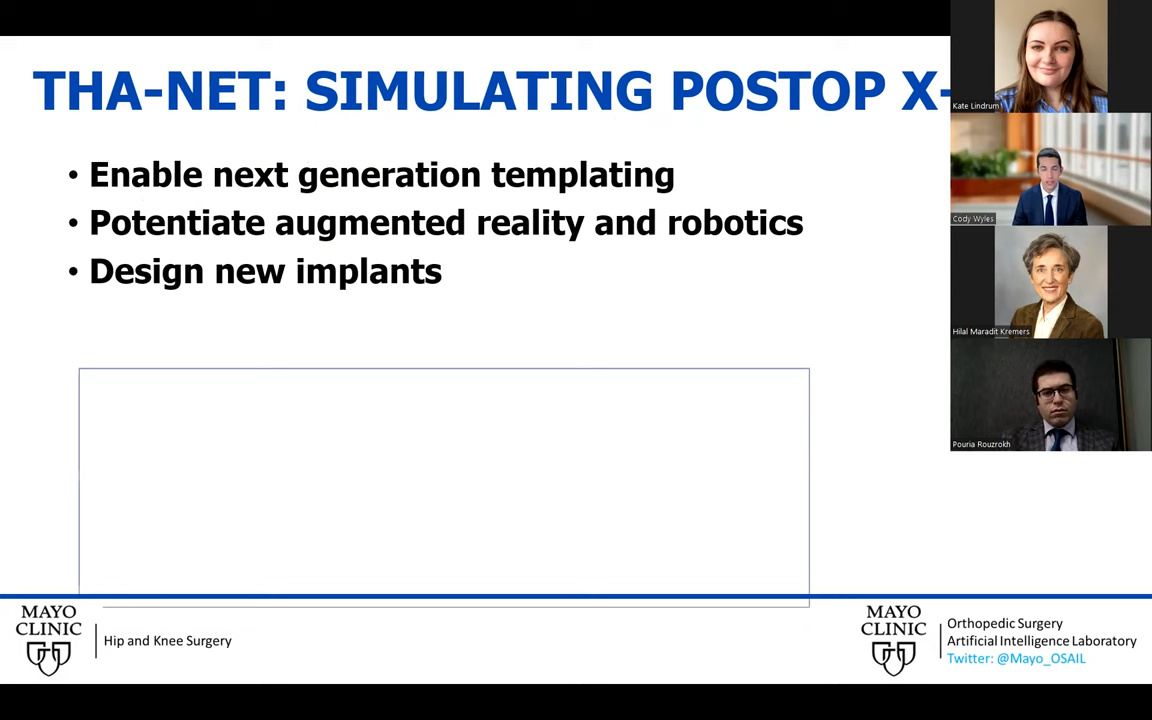 THA-NET: SIMULATING POSTOP X-
• Enable next generation templating
• Potentiate augmented reality and robotics
• Design new implants
Kate Lindrum
Cody Wyles
Hilal Maradit Kremers
Pouria Rouzrokh
MAYO
CLINIC
Hip and Knee Surgery
MAYO
CLINIC
Orthopedic Surgery
Artificial Intelligence Laboratory
Twitter: @Mayo_OSAIL